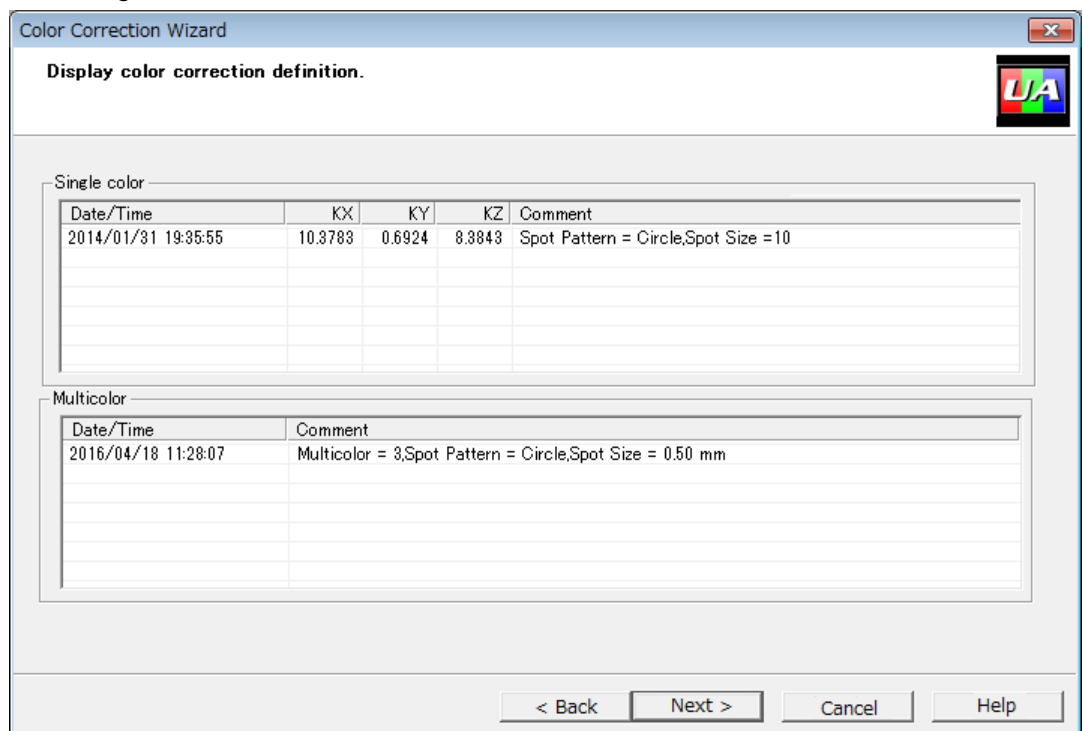 Color Correction Wizard
Display color correction definition.
UA
Single color
Date/Time KX KY KZ Comment
2014/01/31 19:35:55 10.3783 0.6924 8.3843 Spot Pattern = Circle,Spot Size =10
Multicolor
Date/Time Comment
2016/04/18 11:28:07 Multicolor = 3,Spot Pattern = Circle,Spot Size = 0.50 mm
< Back Next > Cancel Help